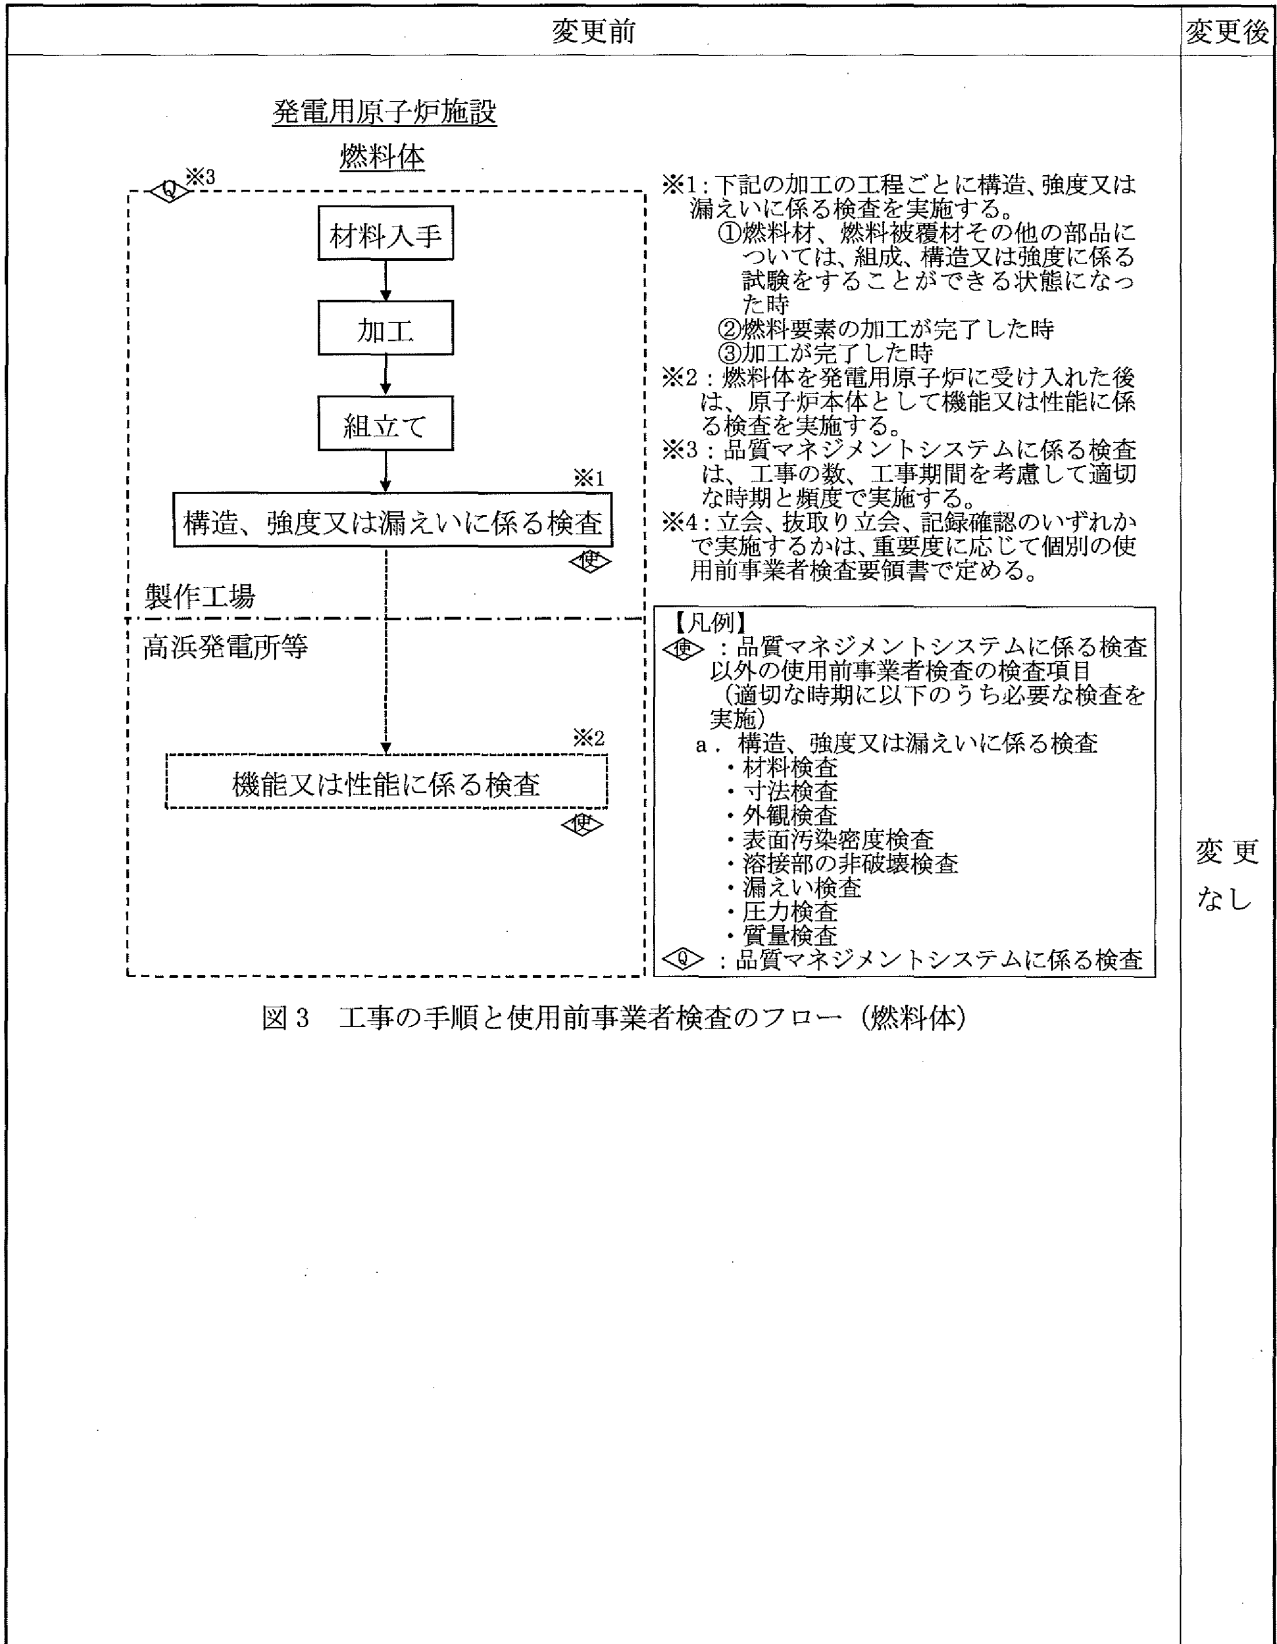 変更前
変更後
発電用原子炉施設
燃料体
Q ※3
材料入手
加工
組立て
※1
構造、強度又は漏えいに係る検査
使
製作工場
高浜発電所等
※2
機能又は性能に係る検査
使
※1：下記の加工の工程ごとに構造、強度又は
漏えいに係る検査を実施する。
①燃料材、燃料被覆材その他の部品に
ついては、組成、構造又は強度に係る
試験をすることができる状態になっ
た時
②燃料要素の加工が完了した時
③加工が完了した時
※2：燃料体を発電用原子炉に受け入れた後
は、原子炉本体として機能又は性能に係
る検査を実施する。
※3：品質マネジメントシステムに係る検査
は、工事の数、工事期間を考慮して適切
な時期と頻度で実施する。
※4：立会、抜取り立会、記録確認のいずれか
で実施するかは、重要度に応じて個別の使
用前事業者検査要領書で定める。
【凡例】
使：品質マネジメントシステムに係る検査
以外の使用前事業者検査の検査項目
（適切な時期に以下のうち必要な検査を
実施）
a．構造、強度又は漏えいに係る検査
・材料検査
・寸法検査
・外観検査
・表面汚染密度検査
・溶接部の非破壊検査
・漏えい検査
・圧力検査
・質量検査
Q：品質マネジメントシステムに係る検査
変更
なし
図3　工事の手順と使用前事業者検査のフロー（燃料体）